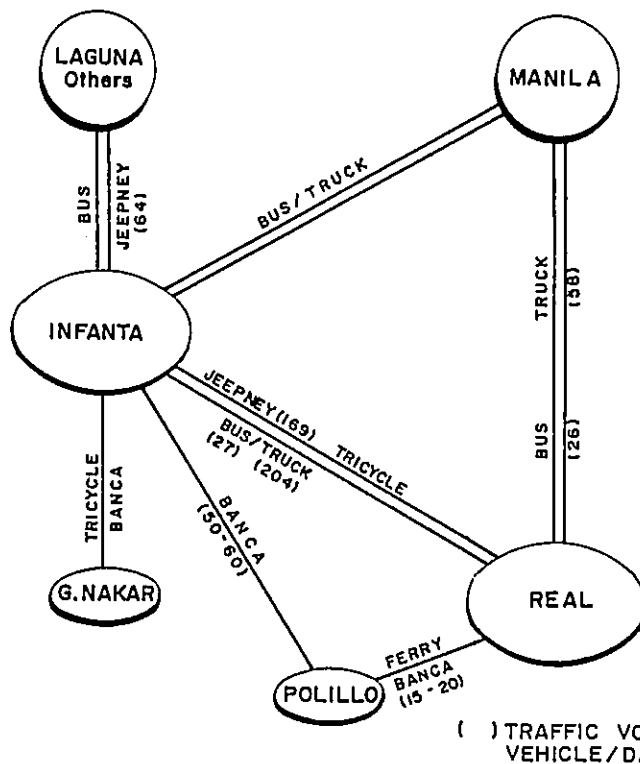 LAGUNA
Others
MANILA
BUS
JEEPNEY
(64)
BUS/TRUCK
TRUCK
(58)
INFANTA
JEEPNEY(169) TRICYCLE
BUS/TRUCK
(27) (204)
BUS
(26)
TRICYCLE
BANCA
BANCA
(50-60)
G.NAKAR
REAL
FERRY
BANCA
(15-20)
POLILLO
( ) TRAFFIC
VEHICLE/